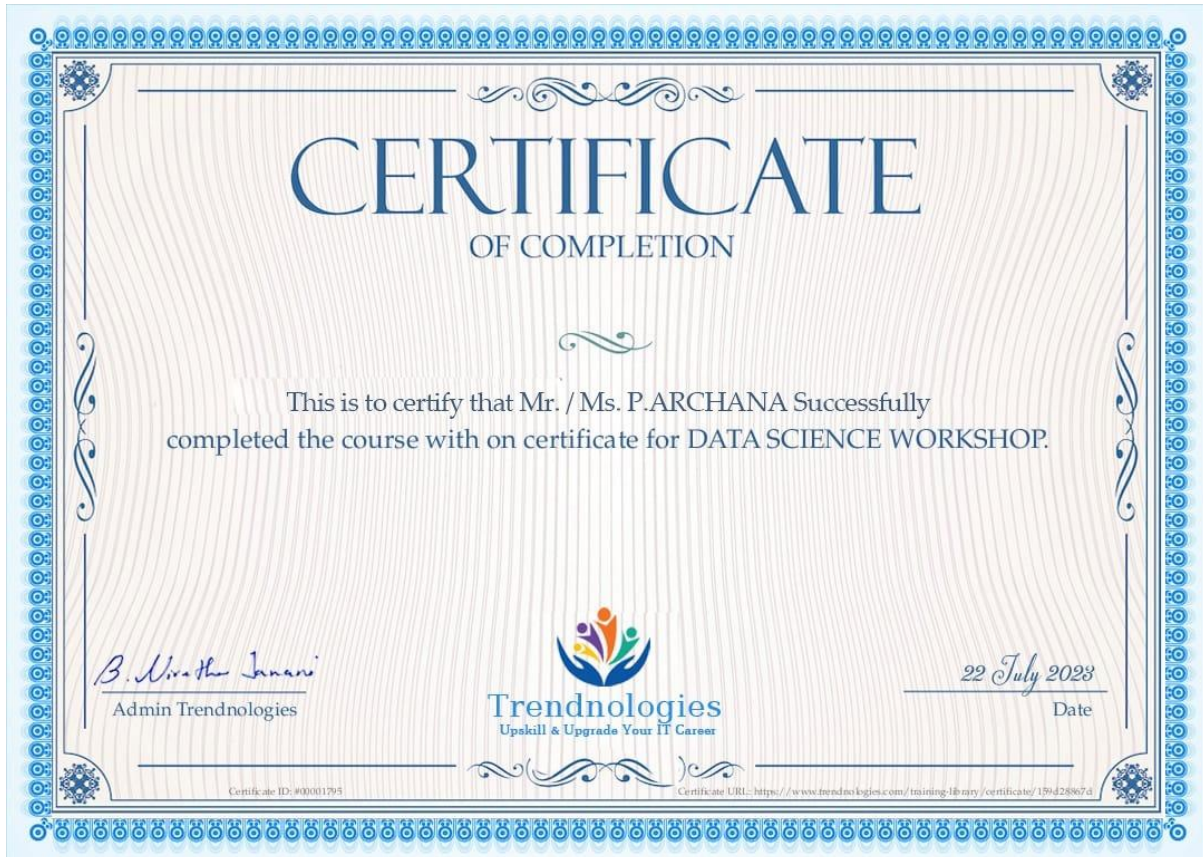 CERTIFICATE
OF COMPLETION
This is to certify that Mr. / Ms. P.ARCHANA Successfully
completed the course with on certificate for DATA SCIENCE WORKSHOP.
B. Janani
Admin Trendnologies
Trendnologies
Upskill & Upgrade Your IT Career
22 July 2023
Date
Certificate ID: #00001795
Certificate URL: https://www.trendnologies.com/training-library/certificate/159d28867d